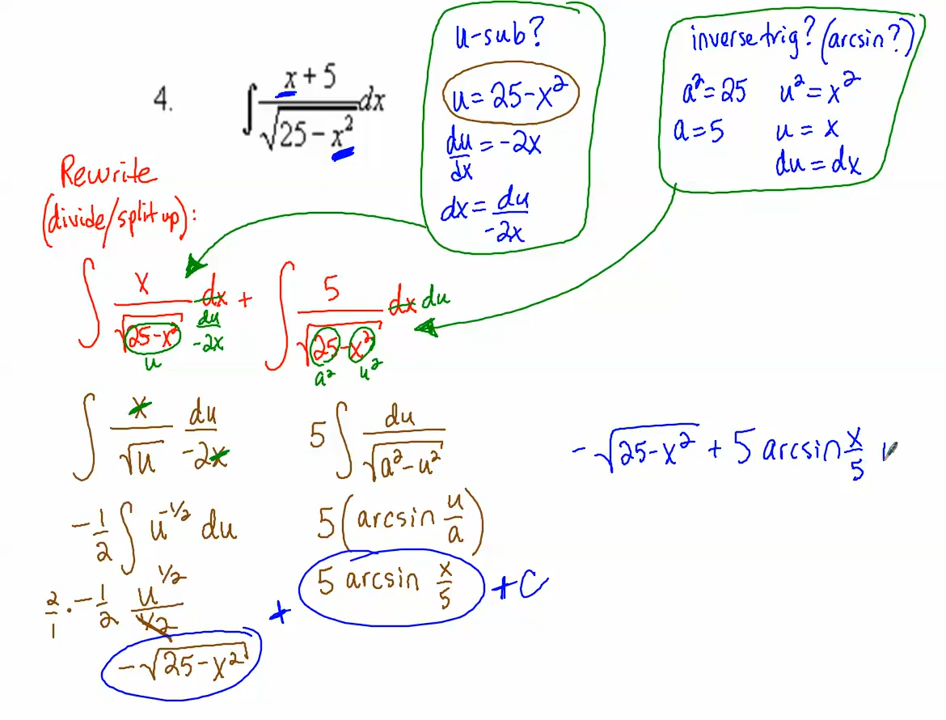 4. ∫ x + 5 / √25 − x² dx
u-sub?
u = 25 - x²
du/dx = -2x
dx = du/-2x
inverse trig? (arcsin?)
a² = 25 u² = x²
a = 5 u = x
du = dx
Rewrite
(divide/split up):
∫ x / √25-x² dx + ∫ 5 / √25-x² dx du
du/-2x
u a² u²
∫ x / √u du / -2x
5 ∫ du / √a²-u²
-1/2 ∫ u^-1/2 du
5 (arcsin u/a)
2/1 · -1/2 u^1/2 / 1/2
5 arcsin x/5 + C
-√25-x² +
-√25-x² + 5 arcsin x/5